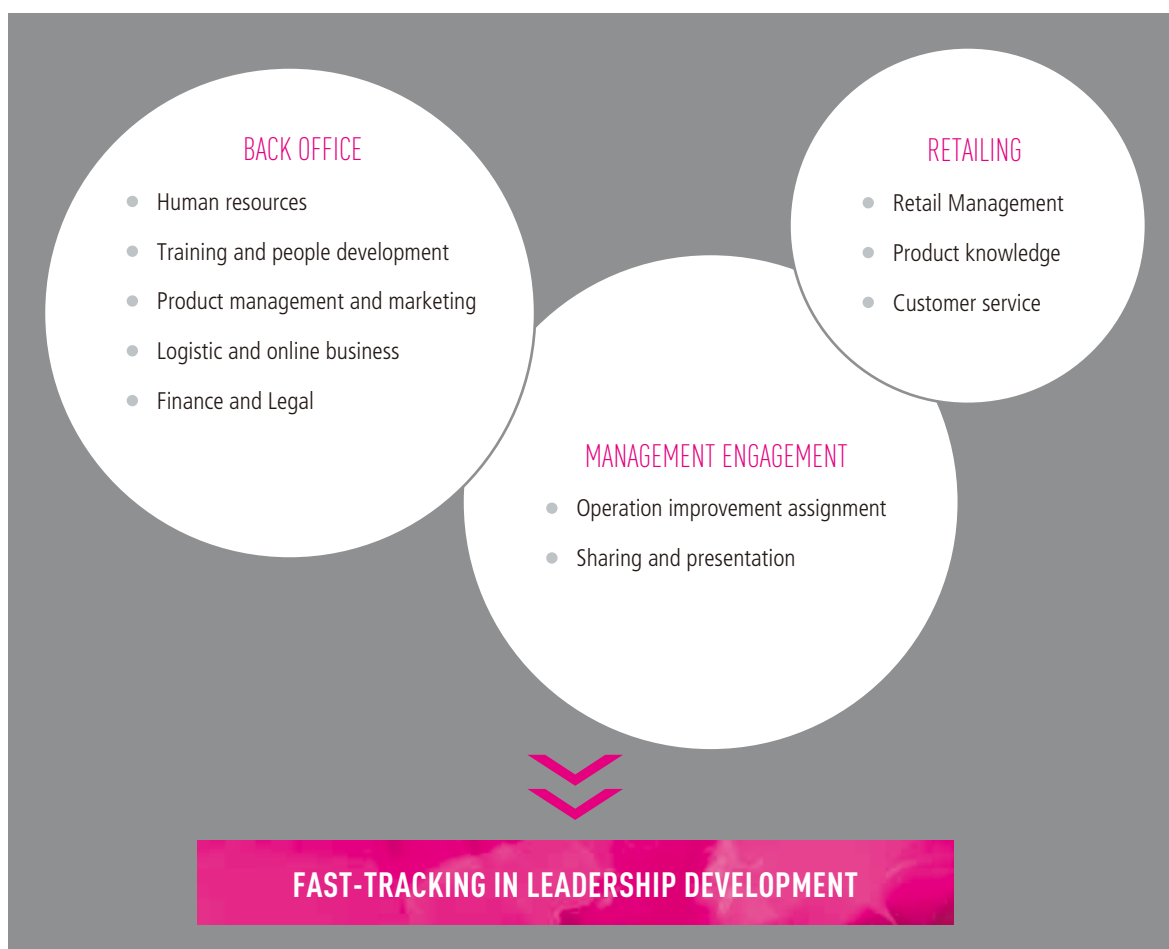 BACK OFFICE
Human resources
Training and people development
Product management and marketing
Logistic and online business
Finance and Legal
RETAILING
Retail Management
Product knowledge
Customer service
MANAGEMENT ENGAGEMENT
Operation improvement assignment
Sharing and presentation
FAST-TRACKING IN LEADERSHIP DEVELOPMENT